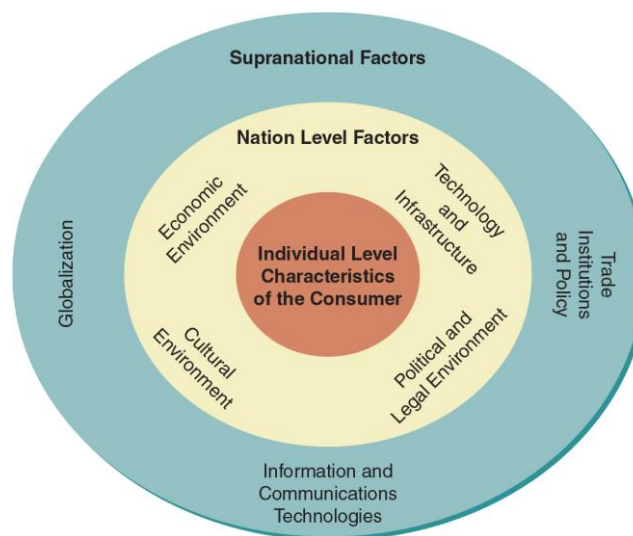 Supranational Factors
Nation Level Factors
Economic
Environment
Technology
and
Infrastructure
Individual Level
Characteristics
of the Consumer
Globalization
Trade
Institutions
and Policy
Cultural
Environment
Political and
Legal Environment
Information and
Communications
Technologies